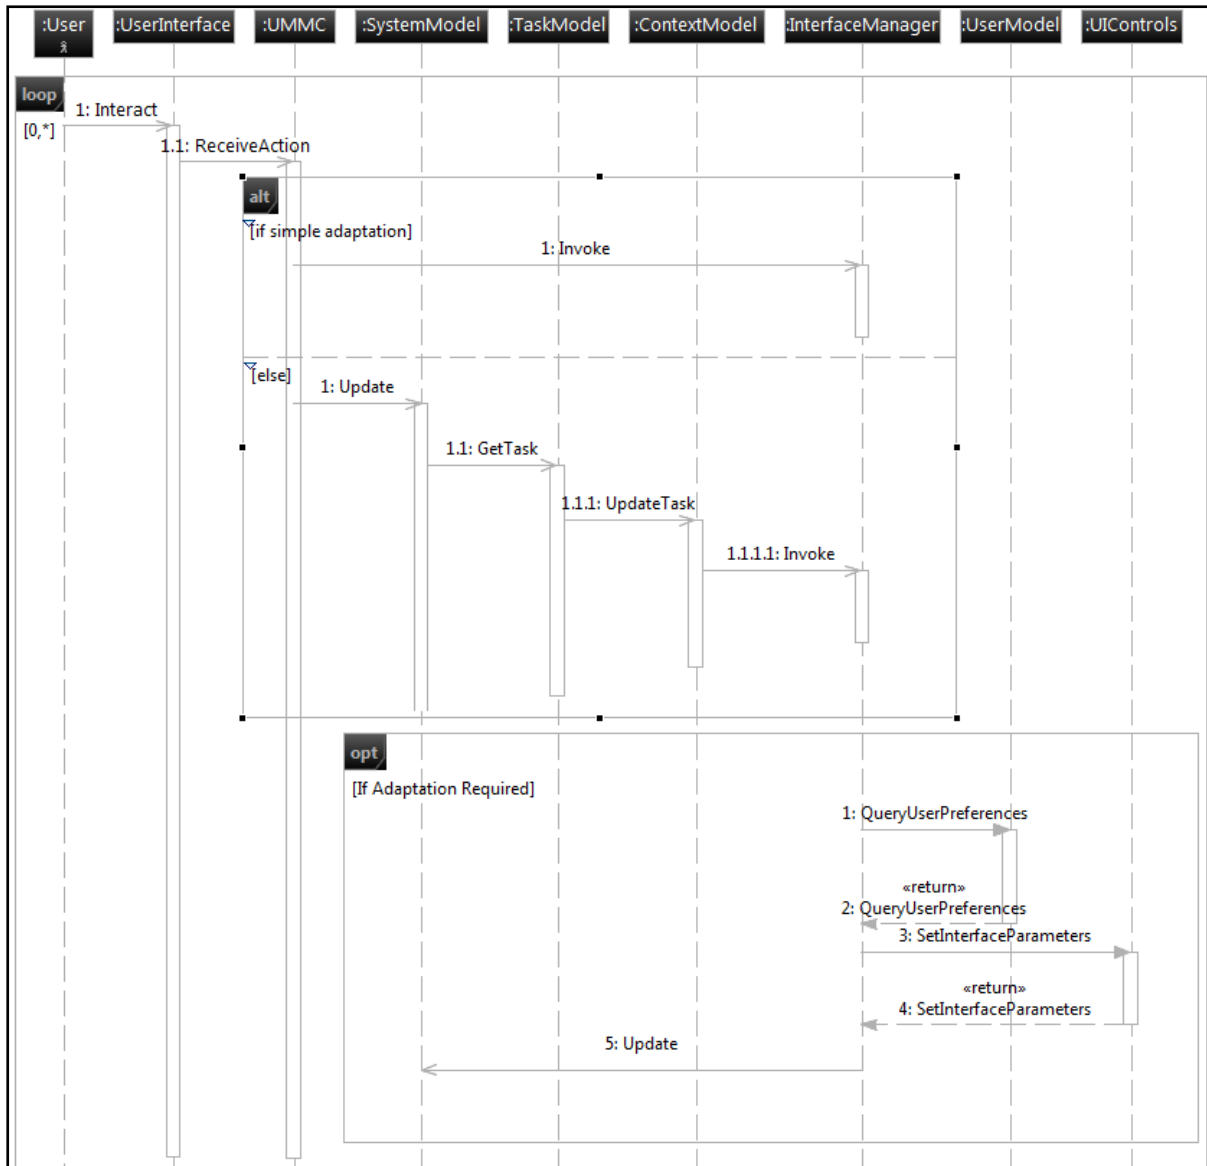 :User
:UserInterface
:UMMC
:SystemModel
:TaskModel
:ContextModel
:InterfaceManager
:UserModel
:UIControls
loop
[0,*]
1: Interact
1.1: ReceiveAction
alt
[if simple adaptation]
1: Invoke
[else]
1: Update
1.1: GetTask
1.1.1: UpdateTask
1.1.1.1: Invoke
opt
[If Adaptation Required]
1: QueryUserPreferences
«return»
2: QueryUserPreferences
3: SetInterfaceParameters
«return»
4: SetInterfaceParameters
5: Update